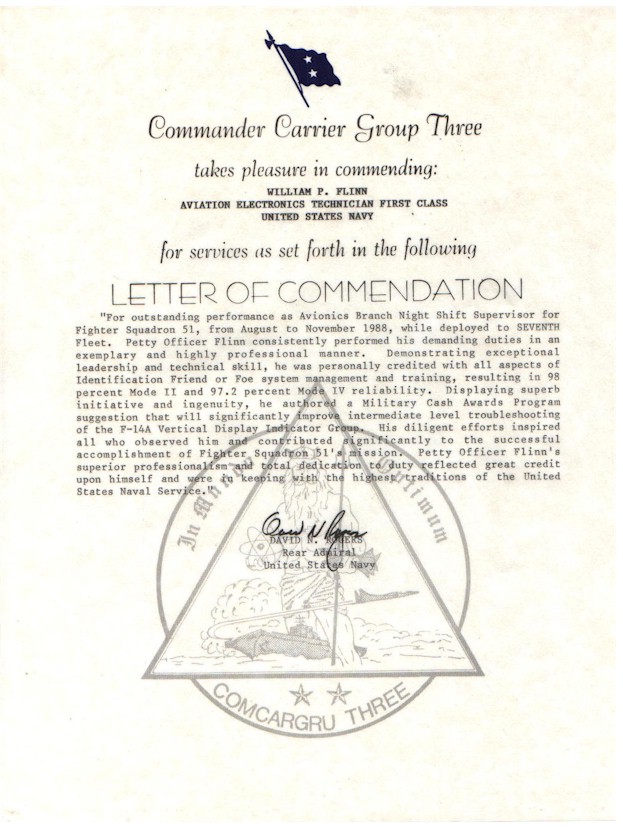 Commander Carrier Group Three
takes pleasure in commending:
WILLIAM P. FLINN
AVIATION ELECTRONICS TECHNICIAN FIRST CLASS
UNITED STATES NAVY
for services as set forth in the following
LETTER OF COMMENDATION
"For outstanding performance as Avionics Branch Night Shift Supervisor for
Fighter Squadron 51, from August to November 1988, while deployed to SEVENTH
Fleet. Petty Officer Flinn consistently performed his demanding duties in an
exemplary and highly professional manner. Demonstrating exceptional
leadership and technical skill, he was personally credited with all aspects of
Identification Friend or Foe system management and training, resulting in 98
percent Mode II and 97.2 percent Mode IV reliability. Displaying superb
initiative and ingenuity, he authored a Military Cash Awards Program
suggestion that will significantly improve intermediate level troubleshooting
of the F-14A Vertical Display Indicator Group. His diligent efforts inspired
all who observed him and contributed significantly to the successful
accomplishment of Fighter Squadron 51's mission. Petty Officer Flinn's
superior professionalism and total dedication to duty reflected great credit
upon himself and were in keeping with the highest traditions of the United
States Naval Service."
In Omnia Optimum
David N Rogers
DAVID N. ROGERS
Rear Admiral
United States Navy
COMCARGRU THREE